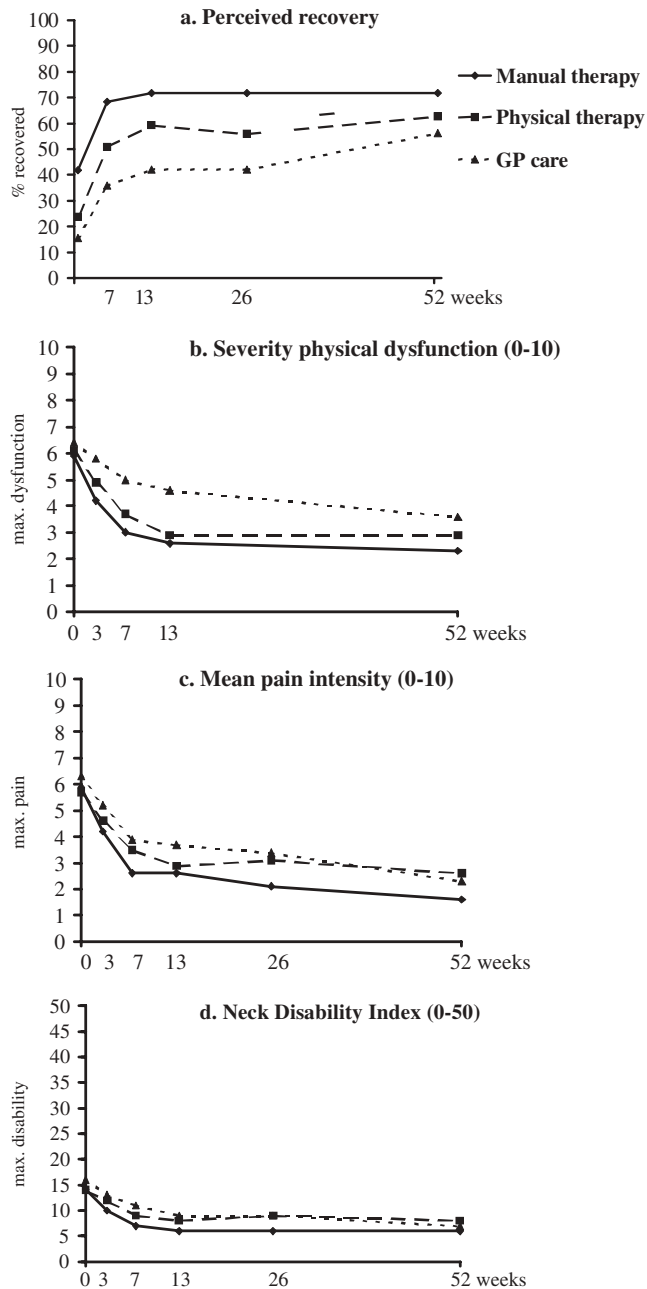 a. Perceived recovery
100
90
80
70
60
50
40
30
20
10
0
% recovered
7 13 26 52 weeks
Manual therapy
Physical therapy
GP care
b. Severity physical dysfunction (0-10)
10
9
8
7
6
5
4
3
2
1
0
max. dysfunction
0 3 7 13 52 weeks
c. Mean pain intensity (0-10)
10
9
8
7
6
5
4
3
2
1
0
max. pain
0 3 7 13 26 52 weeks
d. Neck Disability Index (0-50)
50
45
40
35
30
25
20
15
10
5
0
max. disability
0 3 7 13 26 52 weeks